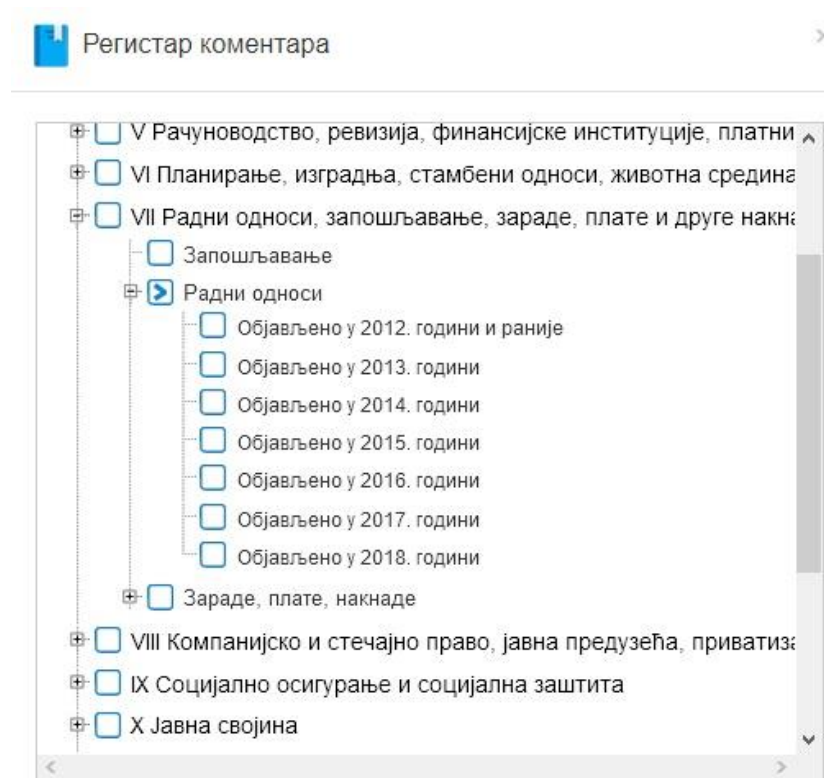 Регистар коментара
V Рачуноводство, ревизија, финансијске институције, платни
VI Планирање, изградња, стамбени односи, животна средина
VII Радни односи, запошљавање, зараде, плате и друге
Запошљавање
Радни односи
Објављено у 2012. години и раније
Објављено у 2013. години
Објављено у 2014. години
Објављено у 2015. години
Објављено у 2016. години
Објављено у 2017. години
Објављено у 2018. години
Зараде, плате, накнаде
VIII Компанијско и стечајно право, јавна предузећа,
IX Социјално осигурање и социјална заштита
X Јавна својина